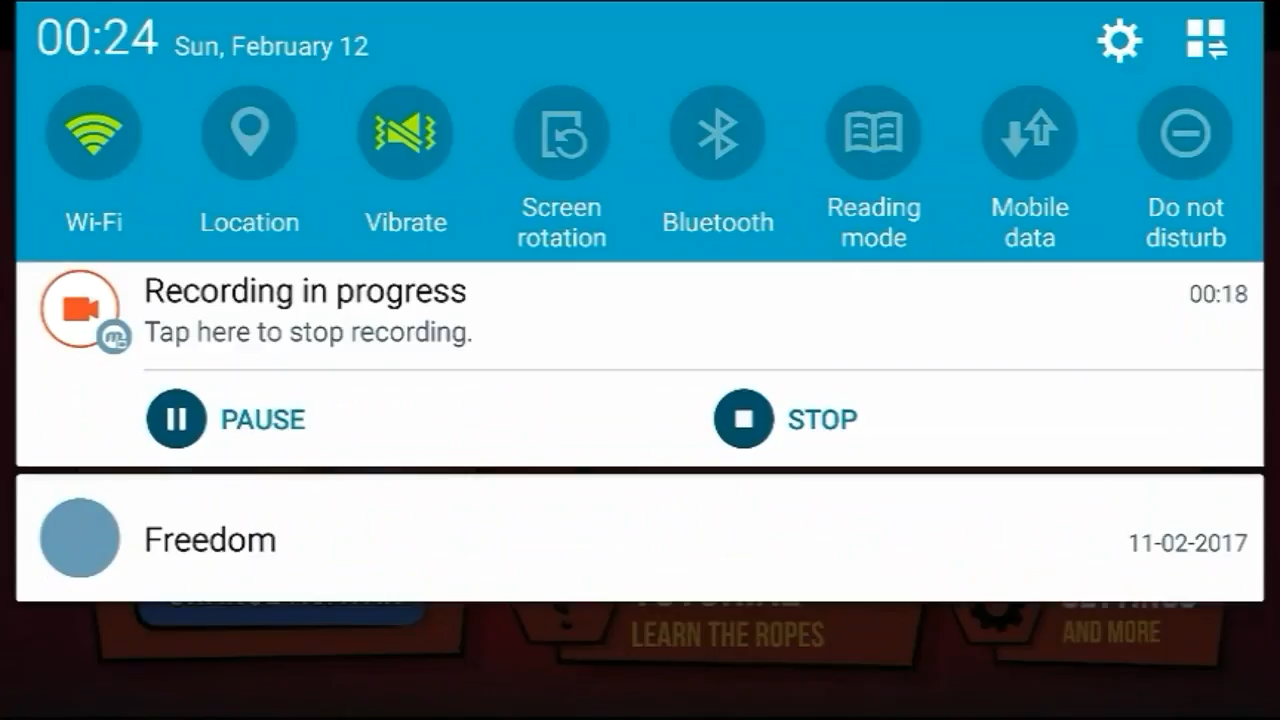 00:24 Sun, February 12
Wi-Fi
Location
Vibrate
Screen
rotation
Bluetooth
Reading
mode
Mobile
data
Do not
disturb
Recording in progress
00:18
Tap here to stop recording.
PAUSE
STOP
Freedom
11-02-2017
LEARN THE ROPES
AND MORE